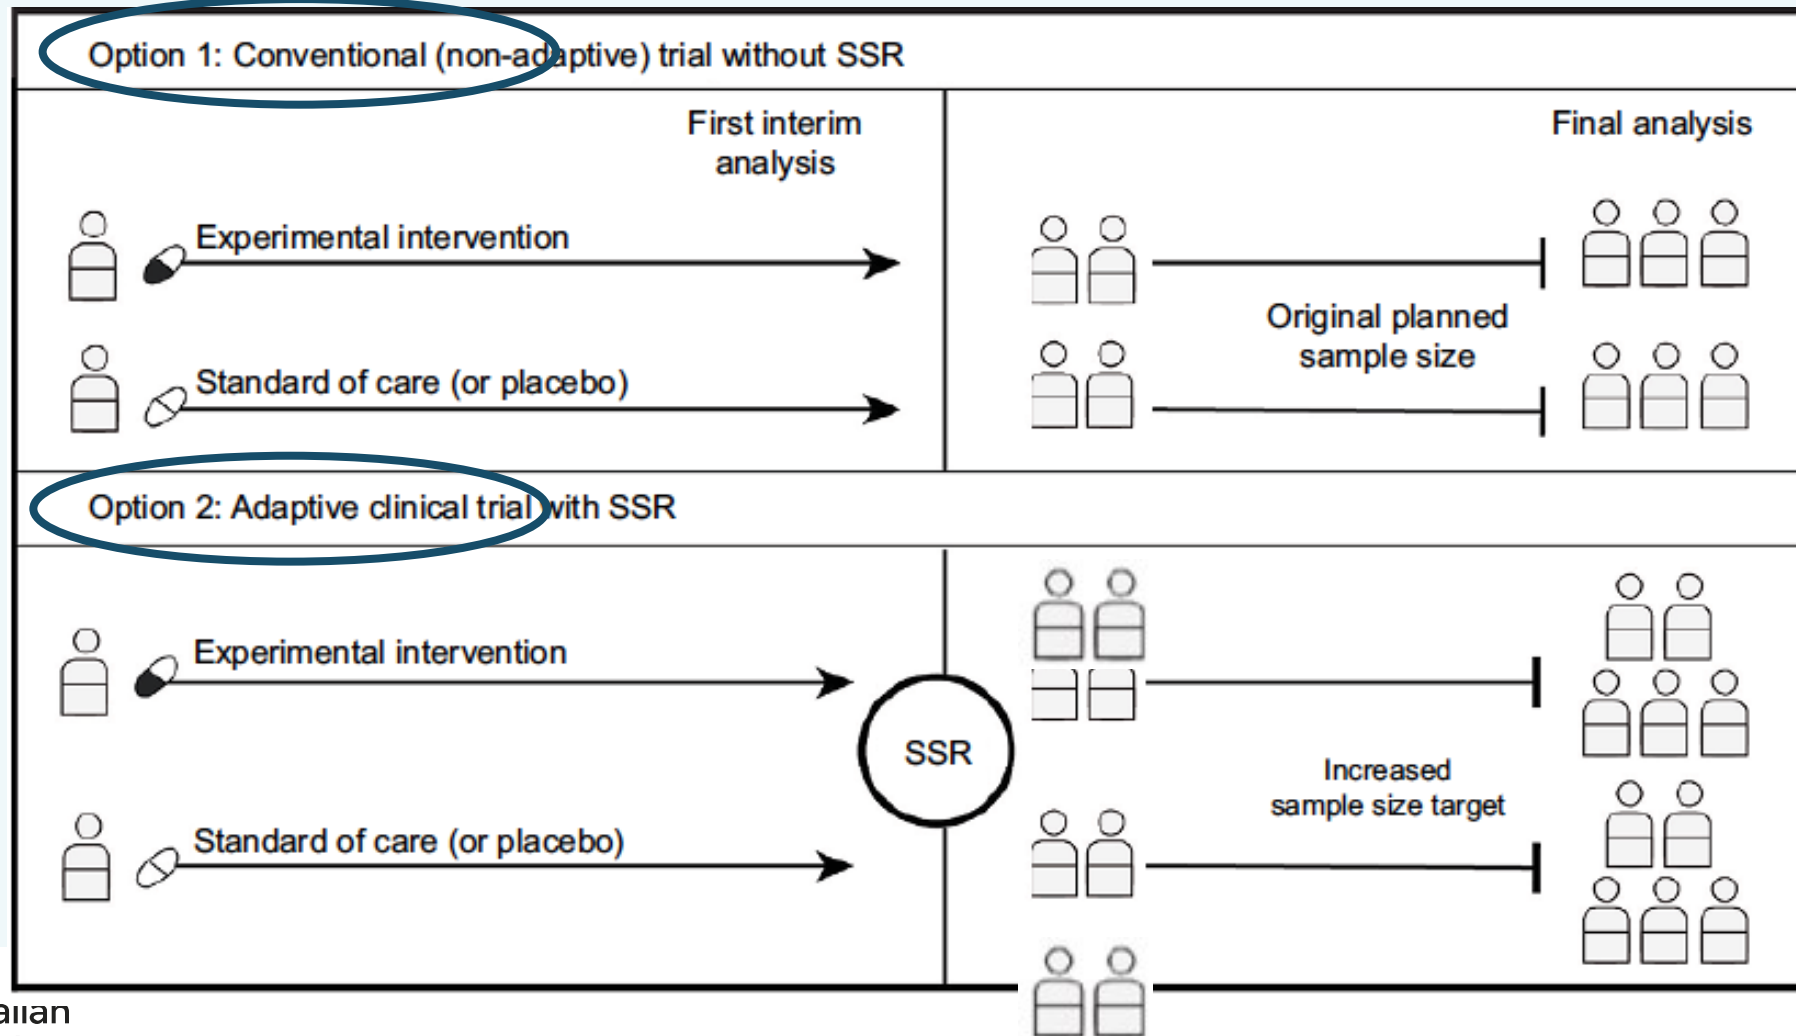 Option 1: Conventional (non-adaptive) trial without SSR
First interim
analysis
Final analysis
Experimental intervention
Original planned
sample size
Standard of care (or placebo)
Option 2: Adaptive clinical trial with SSR
Experimental intervention
SSR
Increased
sample size target
Standard of care (or placebo)